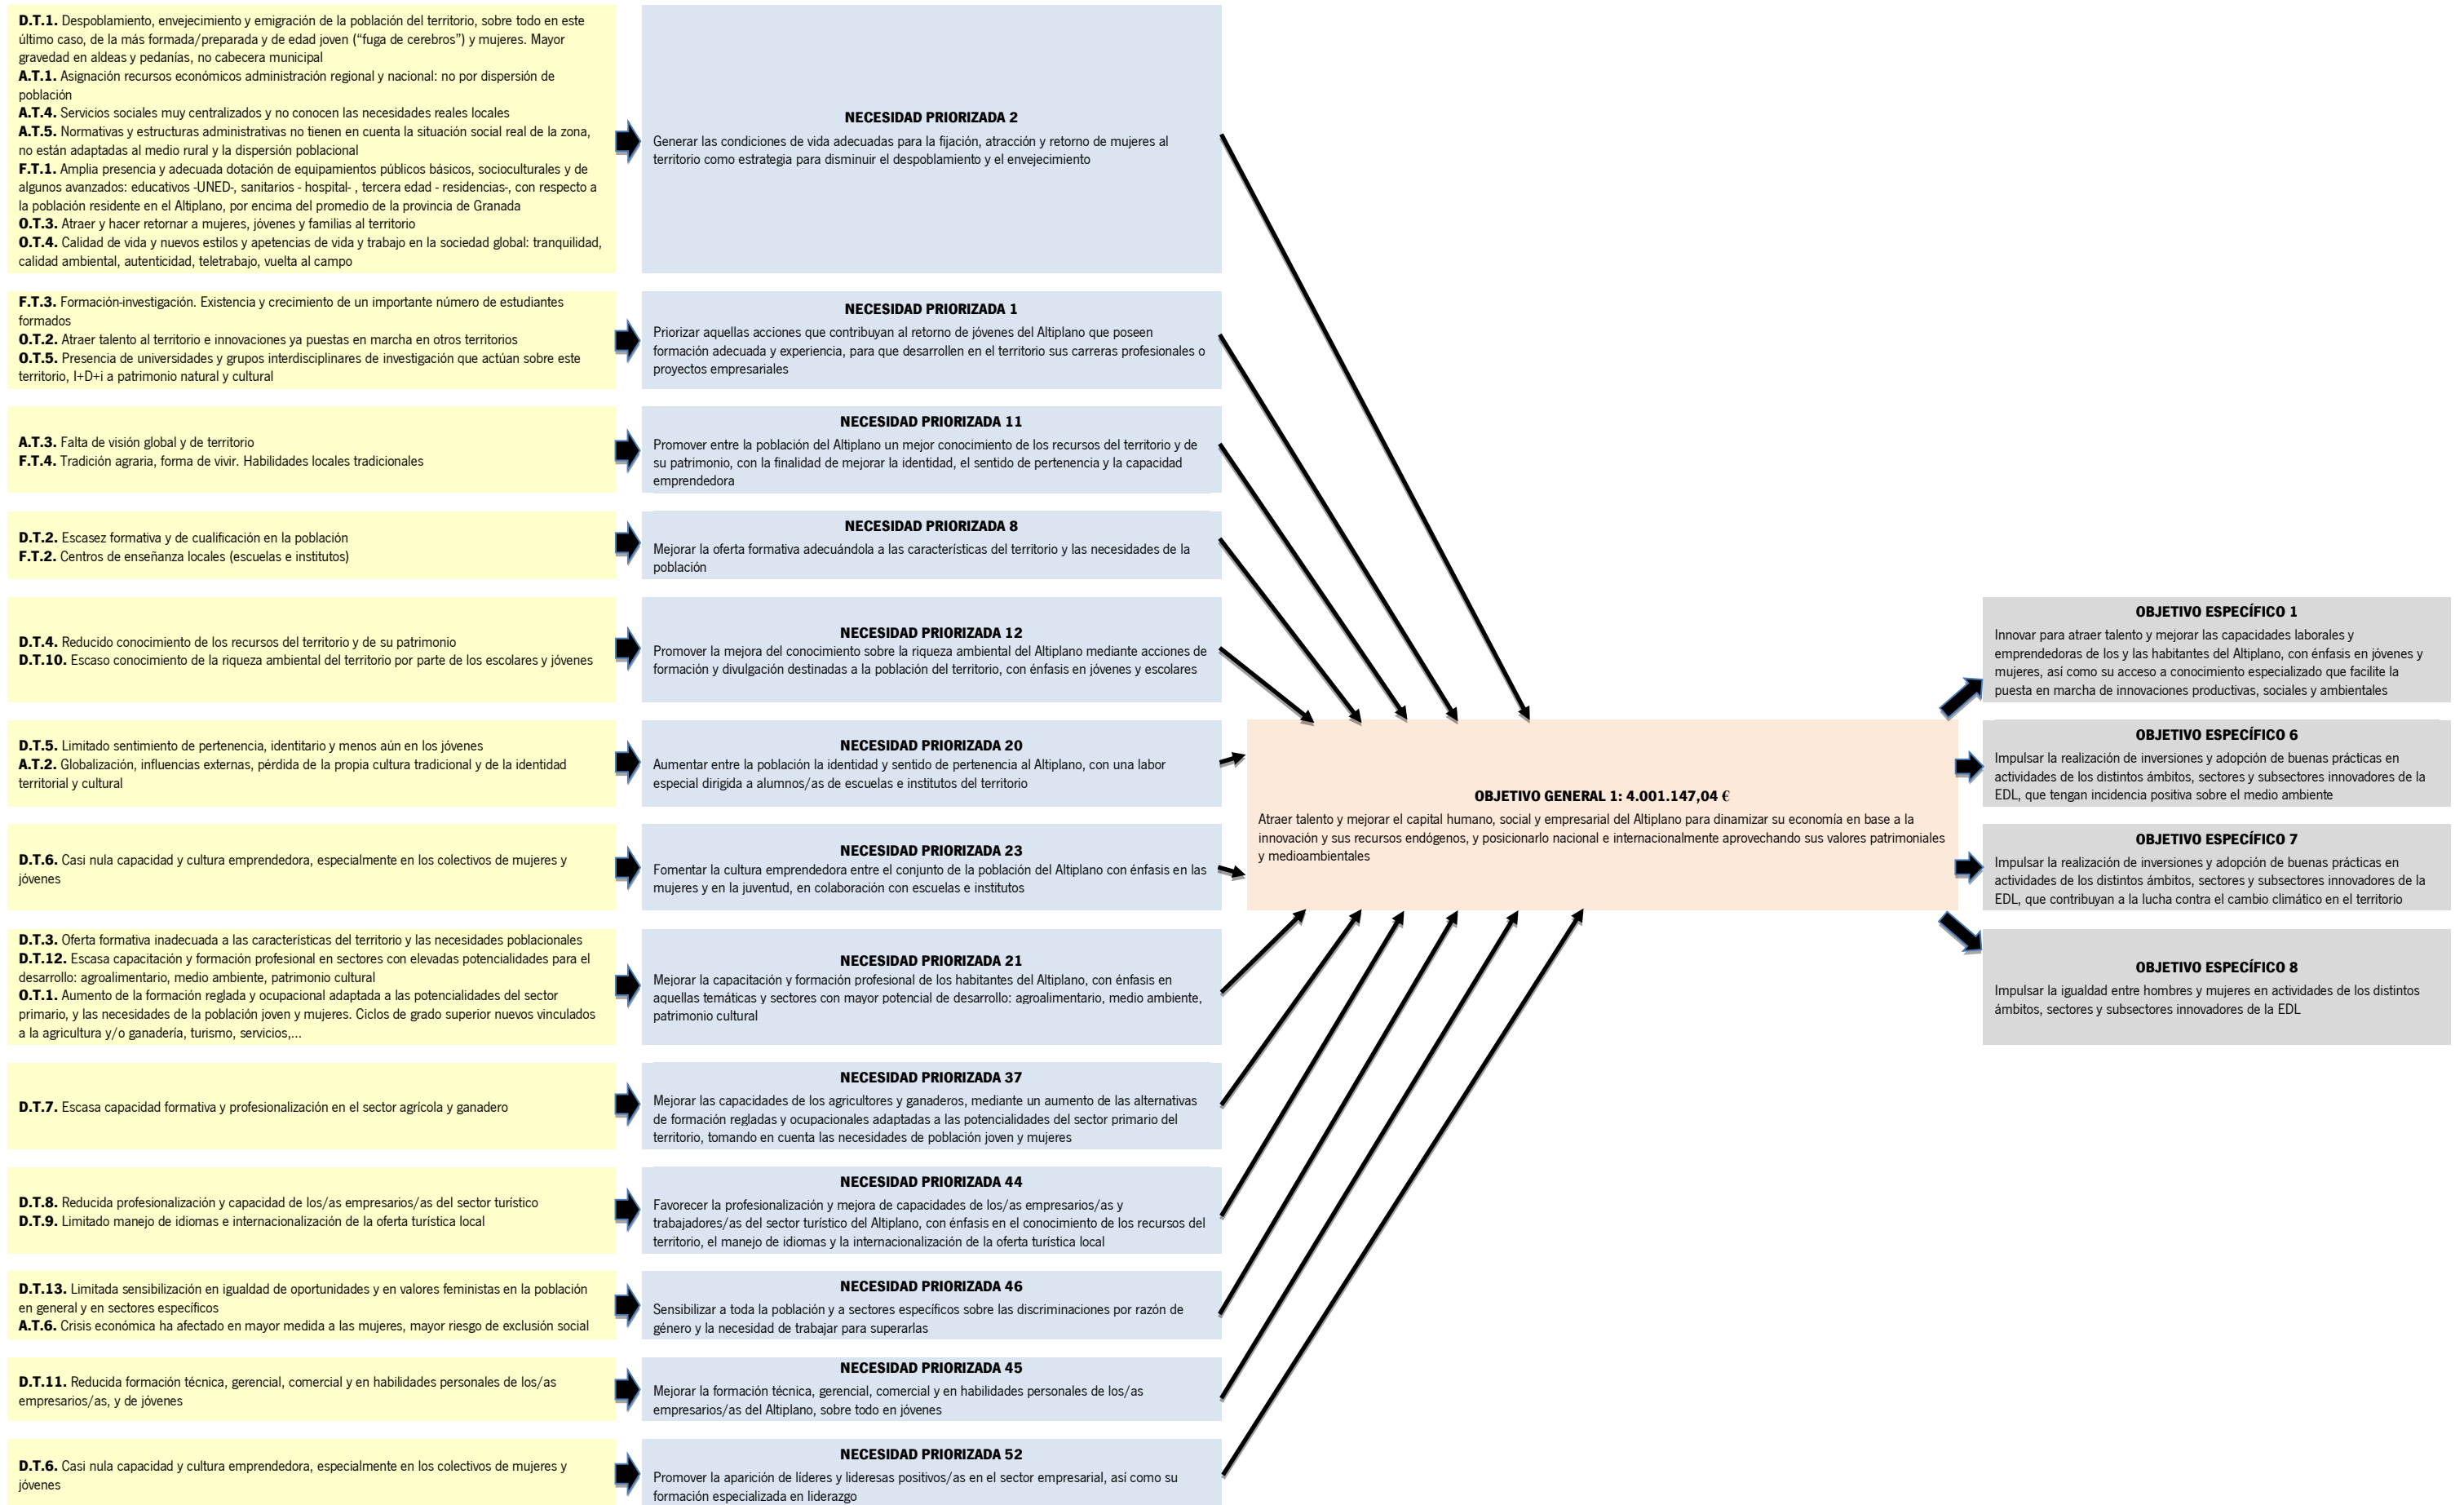 D.T.1. Despoblamiento, envejecimiento y emigración de la población del territorio, sobre todo en este
último caso, de la más formada/preparada y de edad joven (“fuga de cerebros”) y mujeres. Mayor
gravedad en aldeas y pedanías, no cabecera municipal
A.T.1. Asignación recursos económicos administración regional y nacional: no por dispersión de
población
A.T.4. Servicios sociales muy centralizados y no conocen las necesidades reales locales
A.T.5. Normativas y estructuras administrativas no tienen en cuenta la situación social real de la zona,
no están adaptadas al medio rural y la dispersión poblacional
F.T.1. Amplia presencia y adecuada dotación de equipamientos públicos básicos, socioculturales y de
algunos avanzados: educativos -UNED-, sanitarios - hospital- , tercera edad - residencias-, con respecto a
la población residente en el Altiplano, por encima del promedio de la provincia de Granada
O.T.3. Atraer y hacer retornar a mujeres, jóvenes y familias al territorio
O.T.4. Calidad de vida y nuevos estilos y apetencias de vida y trabajo en la sociedad global: tranquilidad,
calidad ambiental, autenticidad, teletrabajo, vuelta al campo
NECESIDAD PRIORIZADA 2
Generar las condiciones de vida adecuadas para la fijación, atracción y retorno de mujeres al
territorio como estrategia para disminuir el despoblamiento y el envejecimiento
F.T.3. Formación-investigación. Existencia y crecimiento de un importante número de estudiantes
formados
O.T.2. Atraer talento al territorio e innovaciones ya puestas en marcha en otros territorios
O.T.5. Presencia de universidades y grupos interdisciplinares de investigación que actúan sobre este
territorio, I+D+i a patrimonio natural y cultural
NECESIDAD PRIORIZADA 1
Priorizar aquellas acciones que contribuyan al retorno de jóvenes del Altiplano que poseen
formación adecuada y experiencia, para que desarrollen en el territorio sus carreras profesionales o
proyectos empresariales
A.T.3. Falta de visión global y de territorio
F.T.4. Tradición agraria, forma de vivir. Habilidades locales tradicionales
NECESIDAD PRIORIZADA 11
Promover entre la población del Altiplano un mejor conocimiento de los recursos del territorio y de
su patrimonio, con la finalidad de mejorar la identidad, el sentido de pertenencia y la capacidad
emprendedora
D.T.2. Escasez formativa y de cualificación en la población
F.T.2. Centros de enseñanza locales (escuelas e institutos)
NECESIDAD PRIORIZADA 8
Mejorar la oferta formativa adecuándola a las características del territorio y las necesidades de la
población
D.T.4. Reducido conocimiento de los recursos del territorio y de su patrimonio
D.T.10. Escaso conocimiento de la riqueza ambiental del territorio por parte de los escolares y jóvenes
NECESIDAD PRIORIZADA 12
Promover la mejora del conocimiento sobre la riqueza ambiental del Altiplano mediante acciones de
formación y divulgación destinadas a la población del territorio, con énfasis en jóvenes y escolares
D.T.5. Limitado sentimiento de pertenencia, identitario y menos aún en los jóvenes
A.T.2. Globalización, influencias externas, pérdida de la propia cultura tradicional y de la identidad
territorial y cultural
NECESIDAD PRIORIZADA 20
Aumentar entre la población la identidad y sentido de pertenencia al Altiplano, con una labor
especial dirigida a alumnos/as de escuelas e institutos del territorio
D.T.6. Casi nula capacidad y cultura emprendedora, especialmente en los colectivos de mujeres y
jóvenes
NECESIDAD PRIORIZADA 23
Fomentar la cultura emprendedora entre el conjunto de la población del Altiplano con énfasis en las
mujeres y en la juventud, en colaboración con escuelas e institutos
D.T.3. Oferta formativa inadecuada a las características del territorio y las necesidades poblacionales
D.T.12. Escasa capacitación y formación profesional en sectores con elevadas potencialidades para el
desarrollo: agroalimentario, medio ambiente, patrimonio cultural
O.T.1. Aumento de la formación reglada y ocupacional adaptada a las potencialidades del sector
primario, y las necesidades de la población joven y mujeres. Ciclos de grado superior nuevos vinculados
a la agricultura y/o ganadería, turismo, servicios,...
NECESIDAD PRIORIZADA 21
Mejorar la capacitación y formación profesional de los habitantes del Altiplano, con énfasis en
aquellas temáticas y sectores con mayor potencial de desarrollo: agroalimentario, medio ambiente,
patrimonio cultural
D.T.7. Escasa capacidad formativa y profesionalización en el sector agrícola y ganadero
NECESIDAD PRIORIZADA 37
Mejorar las capacidades de los agricultores y ganaderos, mediante un aumento de las alternativas
de formación regladas y ocupacionales adaptadas a las potencialidades del sector primario del
territorio, tomando en cuenta las necesidades de población joven y mujeres
D.T.8. Reducida profesionalización y capacidad de los/as empresarios/as del sector turístico
D.T.9. Limitado manejo de idiomas e internacionalización de la oferta turística local
NECESIDAD PRIORIZADA 44
Favorecer la profesionalización y mejora de capacidades de los/as empresarios/as y
trabajadores/as del sector turístico del Altiplano, con énfasis en el conocimiento de los recursos del
territorio, el manejo de idiomas y la internacionalización de la oferta turística local
D.T.13. Limitada sensibilización en igualdad de oportunidades y en valores feministas en la población
en general y en sectores específicos
A.T.6. Crisis económica ha afectado en mayor medida a las mujeres, mayor riesgo de exclusión social
NECESIDAD PRIORIZADA 46
Sensibilizar a toda la población y a sectores específicos sobre las discriminaciones por razón de
género y la necesidad de trabajar para superarlas
D.T.11. Reducida formación técnica, gerencial, comercial y en habilidades personales de los/as
empresarios/as, y de jóvenes
NECESIDAD PRIORIZADA 45
Mejorar la formación técnica, gerencial, comercial y en habilidades personales de los/as
empresarios/as del Altiplano, sobre todo en jóvenes
D.T.6. Casi nula capacidad y cultura emprendedora, especialmente en los colectivos de mujeres y
jóvenes
NECESIDAD PRIORIZADA 52
Promover la aparición de líderes y lideresas positivos/as en el sector empresarial, así como su
formación especializada en liderazgo
OBJETIVO GENERAL 1: 4.001.147,04 €
Atraer talento y mejorar el capital humano, social y empresarial del Altiplano para dinamizar su economía en base a la
innovación y sus recursos endógenos, y posicionarlo nacional e internacionalmente aprovechando sus valores patrimoniales
y medioambientales
OBJETIVO ESPECÍFICO 1
Innovar para atraer talento y mejorar las capacidades laborales y
emprendedoras de los y las habitantes del Altiplano, con énfasis en jóvenes y
mujeres, así como su acceso a conocimiento especializado que facilite la
puesta en marcha de innovaciones productivas, sociales y ambientales
OBJETIVO ESPECÍFICO 6
Impulsar la realización de inversiones y adopción de buenas prácticas en
actividades de los distintos ámbitos, sectores y subsectores innovadores de la
EDL, que tengan incidencia positiva sobre el medio ambiente
OBJETIVO ESPECÍFICO 7
Impulsar la realización de inversiones y adopción de buenas prácticas en
actividades de los distintos ámbitos, sectores y subsectores innovadores de la
EDL, que contribuyan a la lucha contra el cambio climático en el territorio
OBJETIVO ESPECÍFICO 8
Impulsar la igualdad entre hombres y mujeres en actividades de los distintos
ámbitos, sectores y subsectores innovadores de la EDL